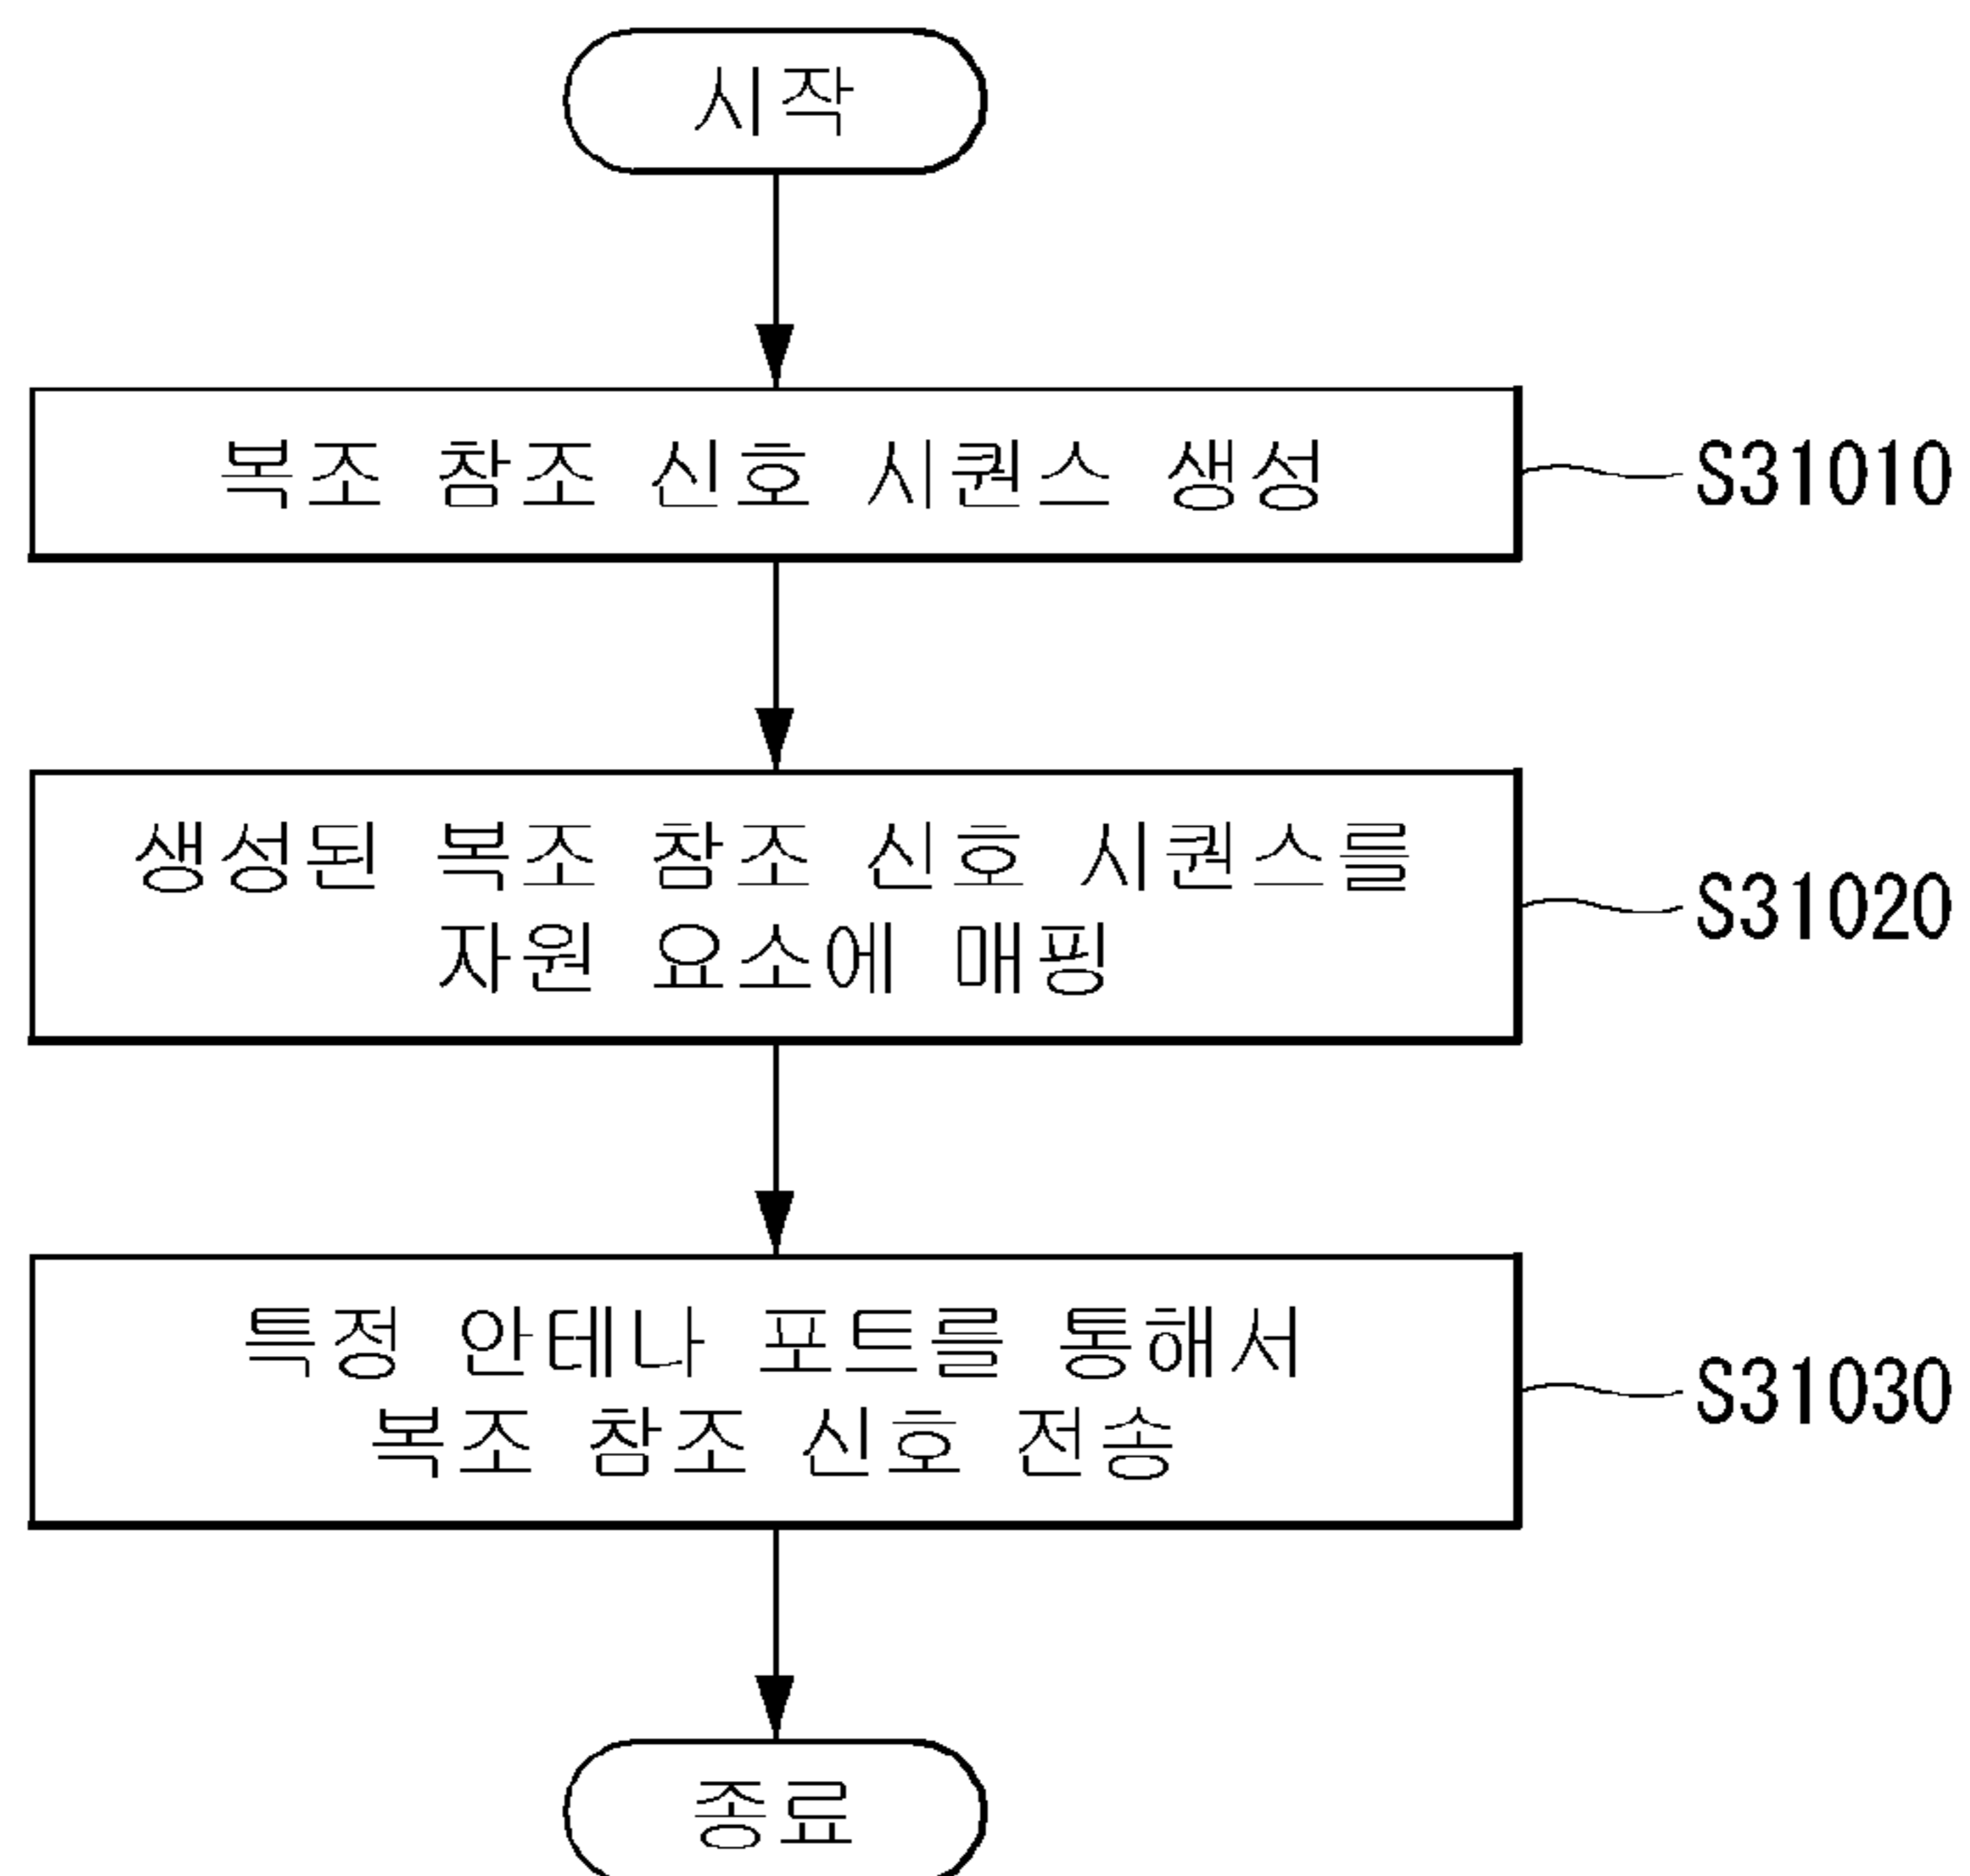 시작
복조 참조 신호 시퀀스 생성
S31010
생성된 복조 참조 신호 시퀀스를
자원 요소에 매핑
S31020
특정 안테나 포트를 통해서
복조 참조 신호 전송
S31030
종료